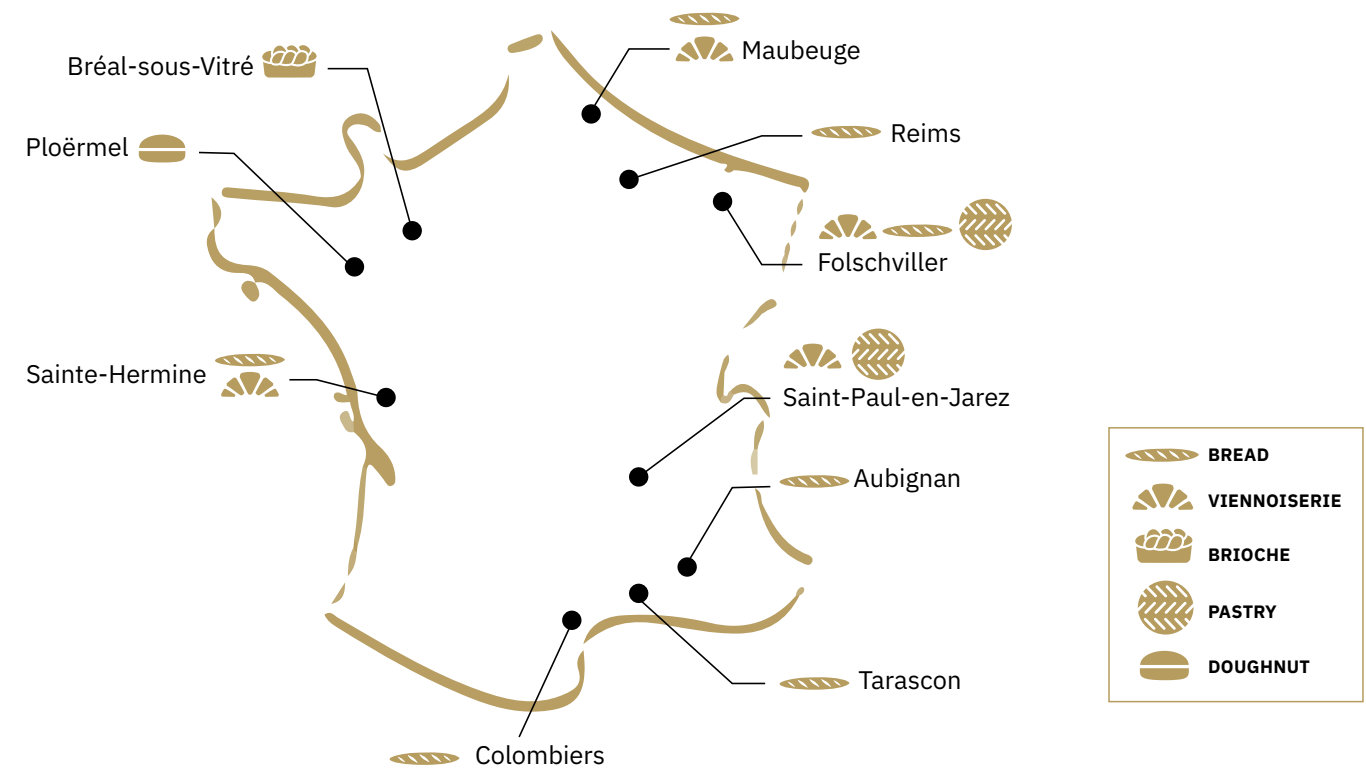 Maubeuge
Bréal-sous-Vitré
Reims
Ploërmel
Folschviller
Sainte-Hermine
Saint-Paul-en-Jarez
Aubignan
Tarascon
Colombiers
BREAD
VIENNOISERIE
BRIOCHE
PASTRY
DOUGHNUT